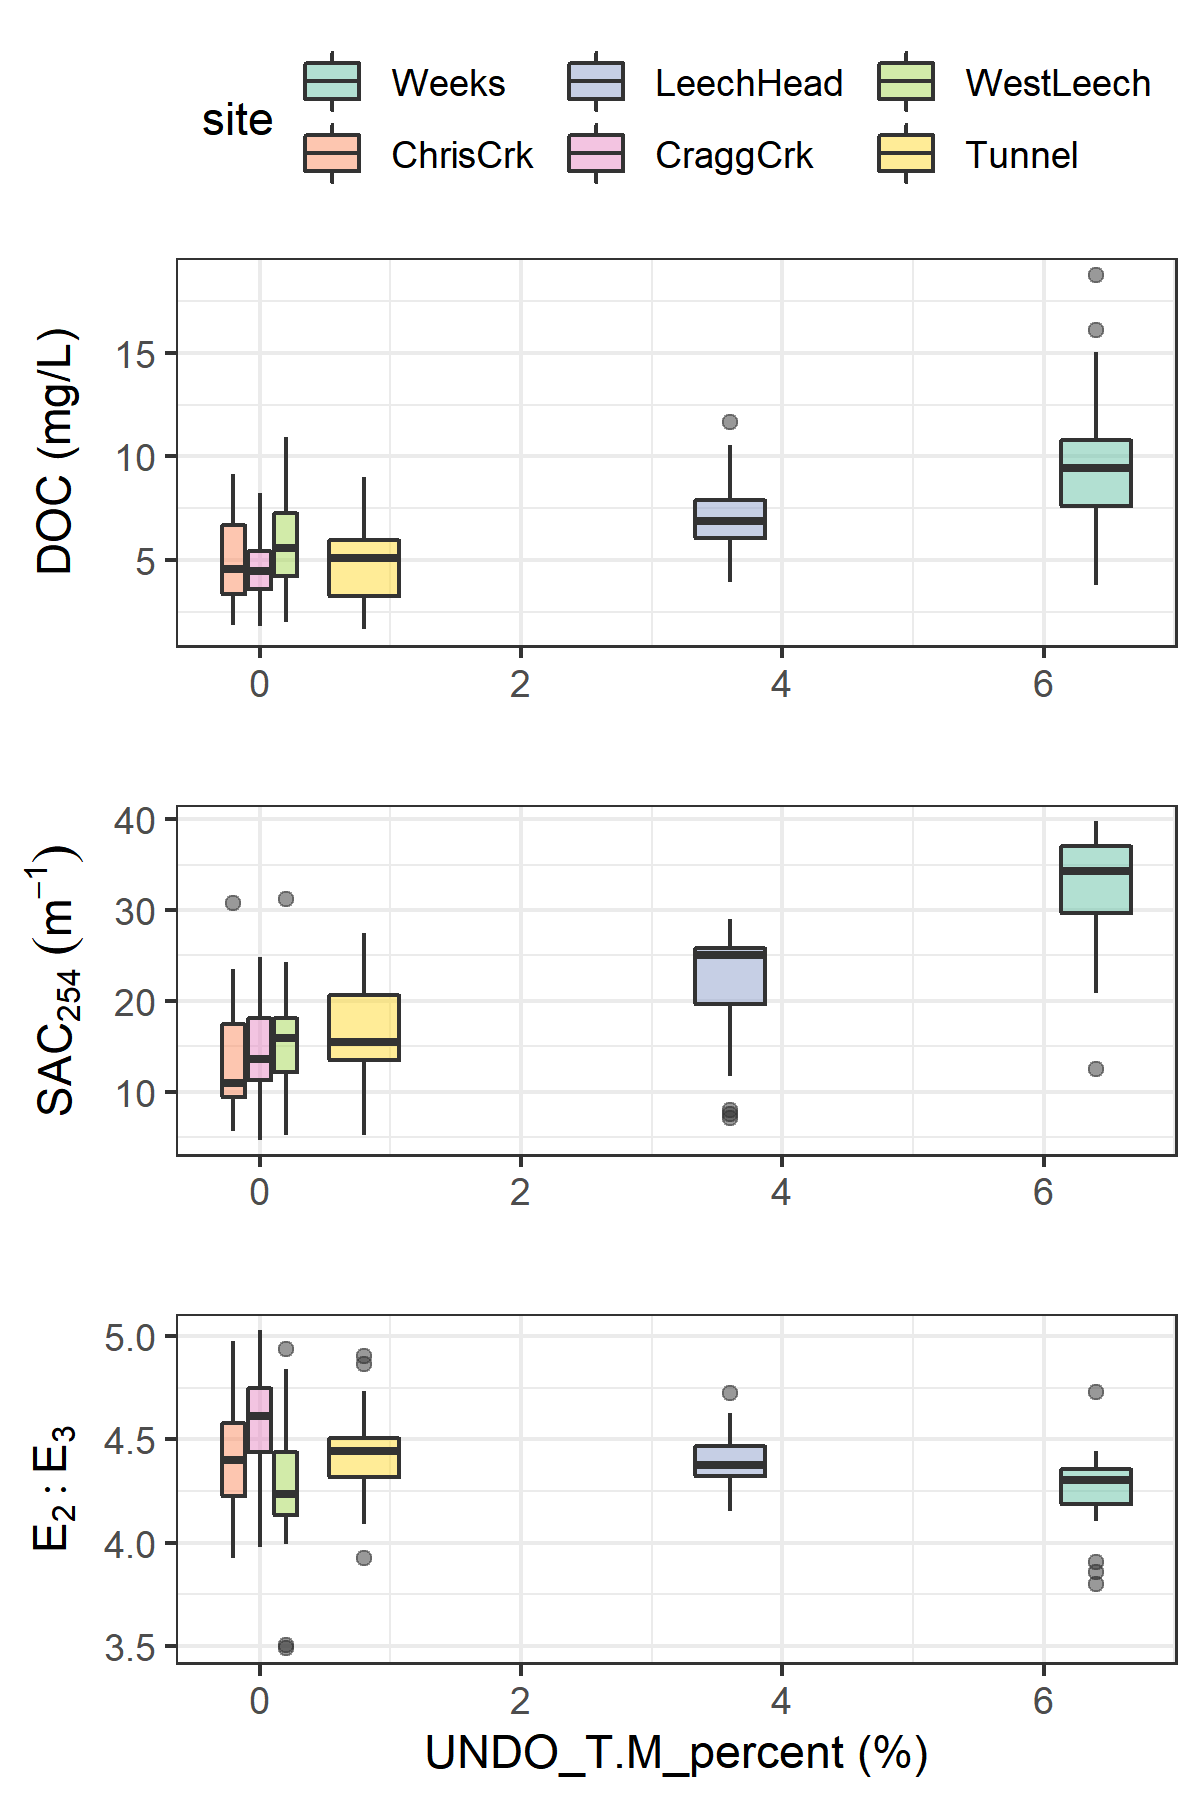 site
Weeks LeechHead WestLeech
ChrisCrk CraggCrk Tunnel
DOC (mg/L)
15
10
5
0 2 4 6
SAC₂₅₄ (m⁻¹)
40
30
20
10
0 2 4 6
E₂ : E₃
5.0
4.5
4.0
3.5
0 2 4 6
UNDO_T.M_percent (%)